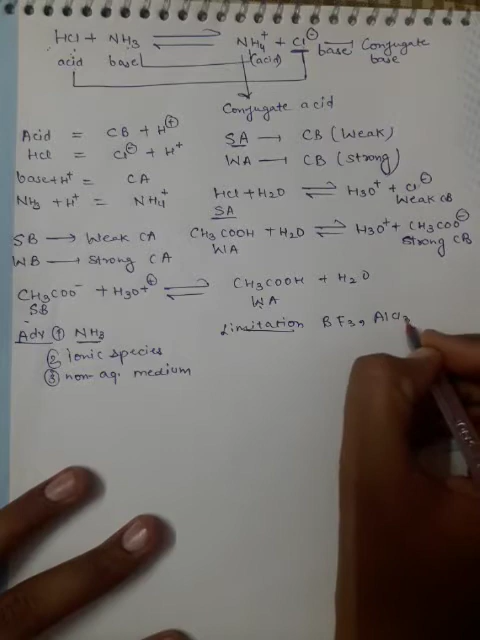 HCl + NH3 ⇌ NH4⁺ + Cl⊖ base → Conjugate base
acid base (acid)
Conjugate acid
Acid = CB + H⊕
HCl = Cl⊖ + H⁺
base + H⁺ = CA
NH3 + H⁺ = NH4⁺
SB → Weak CA
WB → Strong CA
SA → CB (Weak)
WA → CB (Strong)
HCl + H2O ⇌ H3O⁺ + Cl⊖
SA Weak CB
CH3COOH + H2O ⇌ H3O⁺ + CH3COO⊖
WA Strong CB
CH3COO⁻ + H3O⊕ ⇌ CH3COOH + H2O
SB WA
Adv ① NH3
② Ionic species
③ non-aq. medium
Limitation BF3, AlCl3